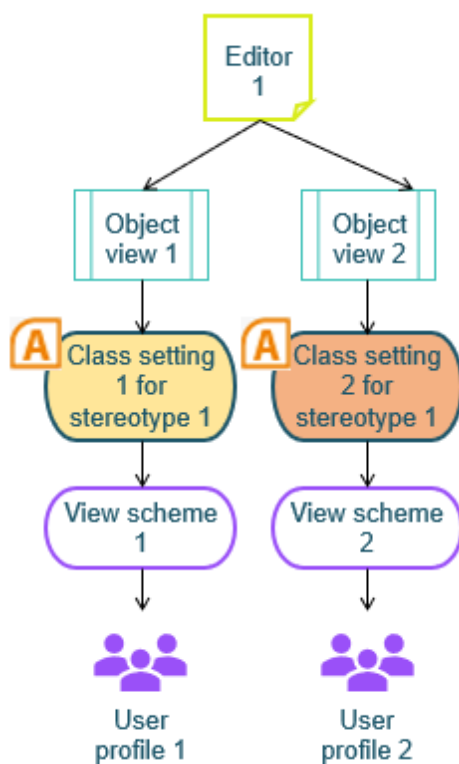 Editor
1
Object
view 1
Object
view 2
A
Class setting
1 for
stereotype 1
A
Class setting
2 for
stereotype 1
View scheme
1
View scheme
2
User
profile 1
User
profile 2